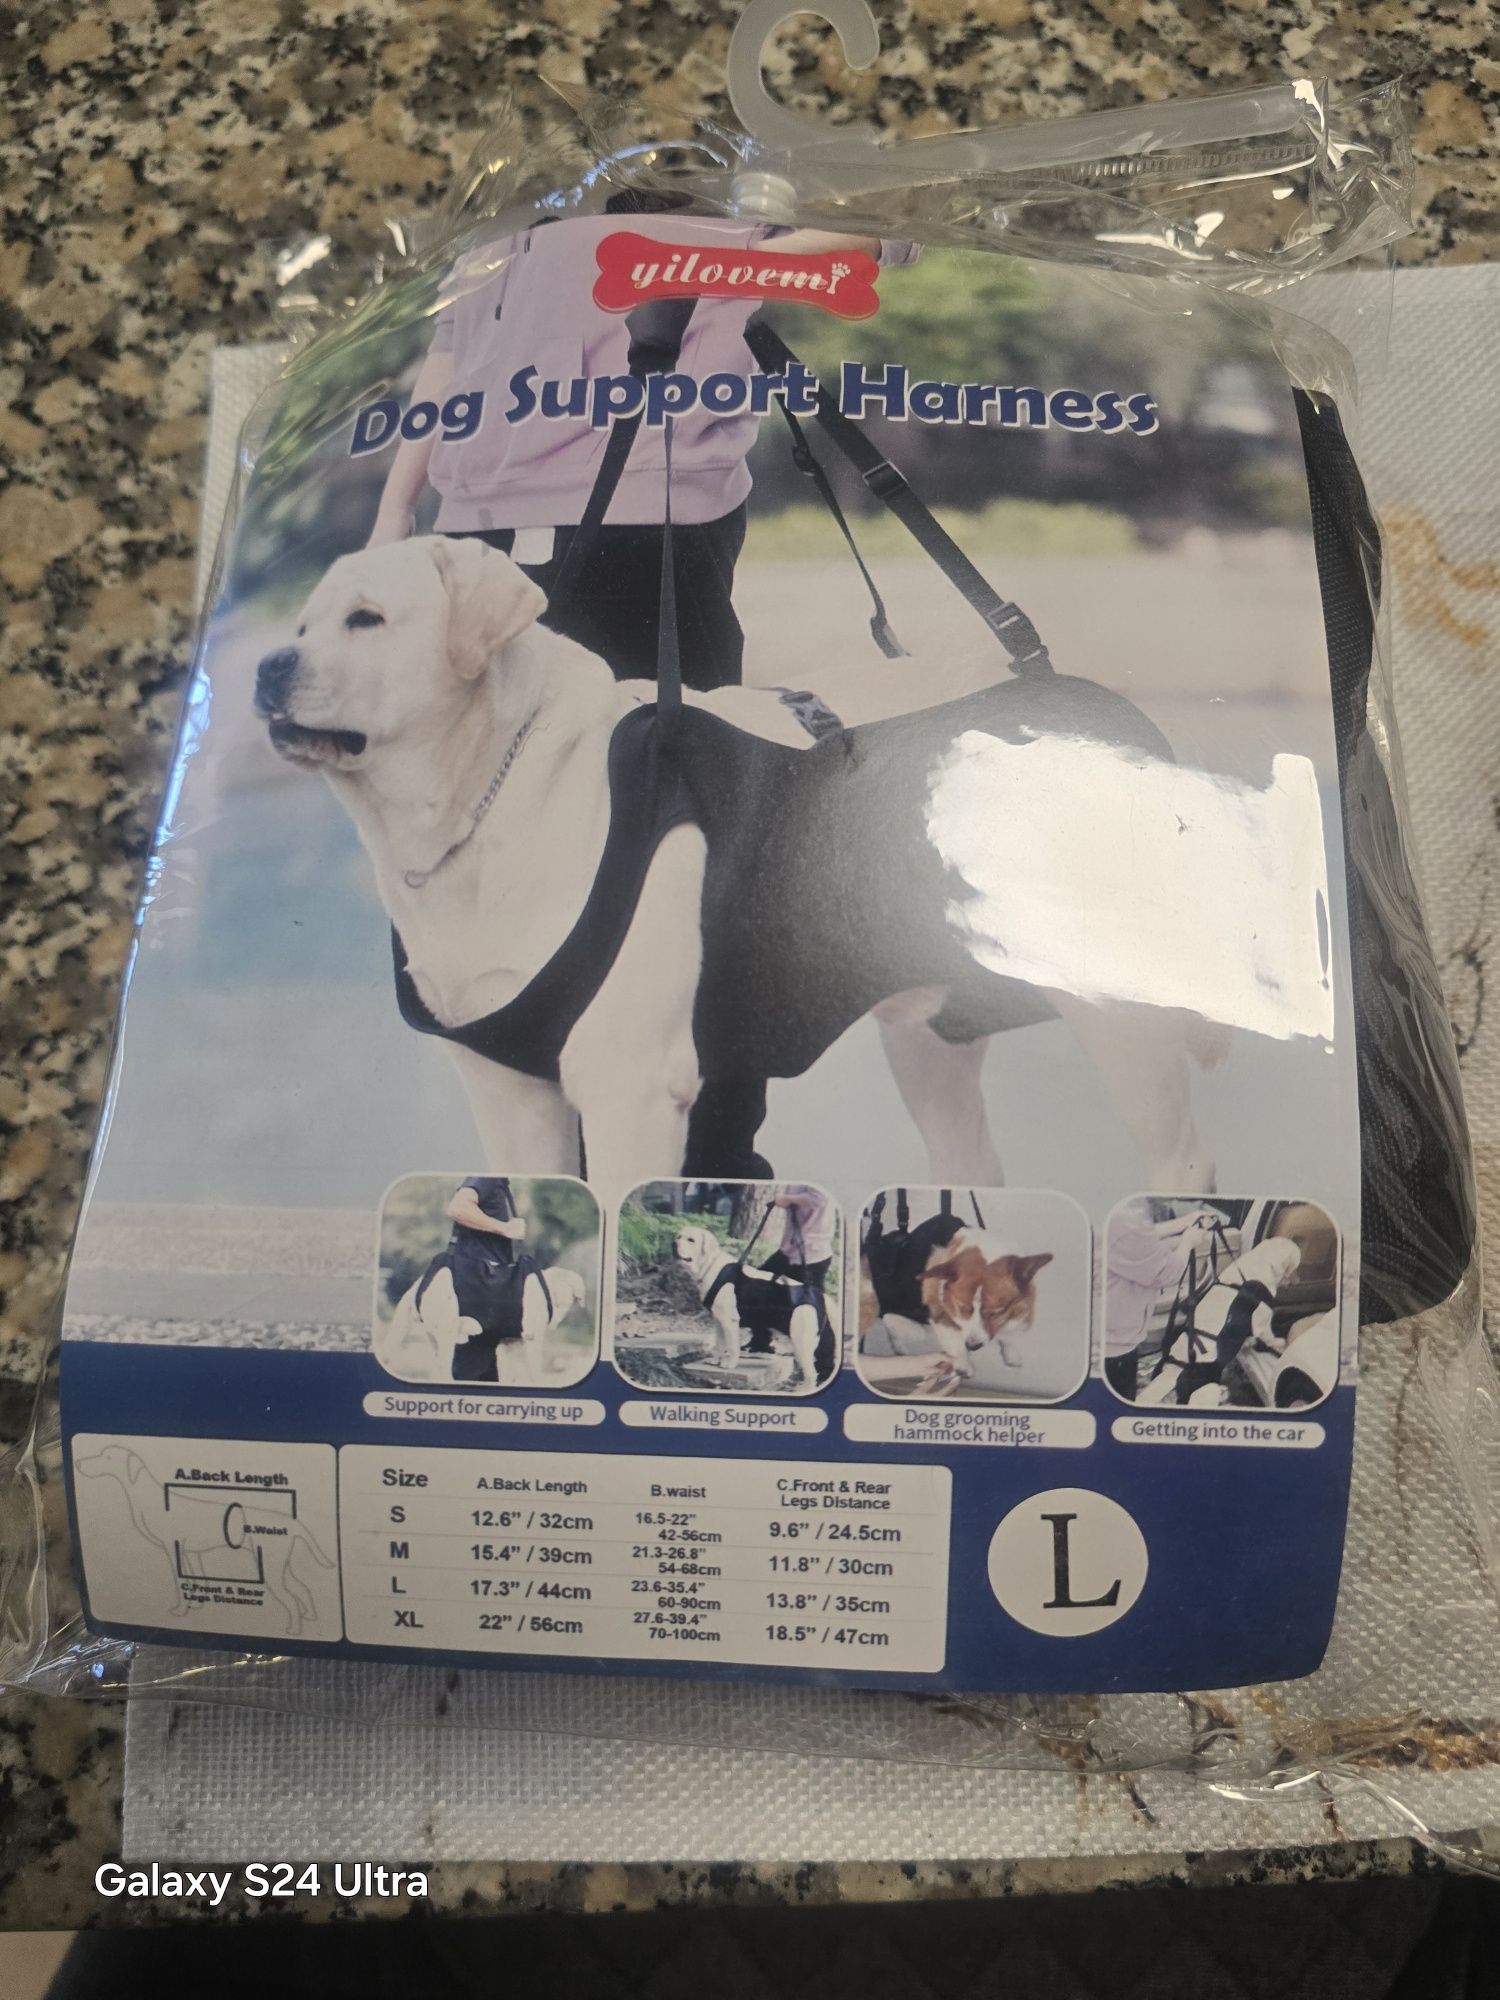 yilovemi
Dog Support Harness
Support for carrying up
Walking Support
Dog grooming
hammock helper
Getting into the car
A.Back Length
B.Waist
C.Front & Rear
Legs Distance
Size A.Back Length B.waist C.Front & Rear
Legs Distance
S 12.6” / 32cm 16.5-22” 42-56cm 9.6” / 24.5cm
M 15.4” / 39cm 21.3-26.8” 54-68cm 11.8” / 30cm
L 17.3” / 44cm 23.6-35.4” 60-90cm 13.8” / 35cm
XL 22” / 56cm 27.6-39.4” 70-100cm 18.5” / 47cm
L
Galaxy S24 Ultra